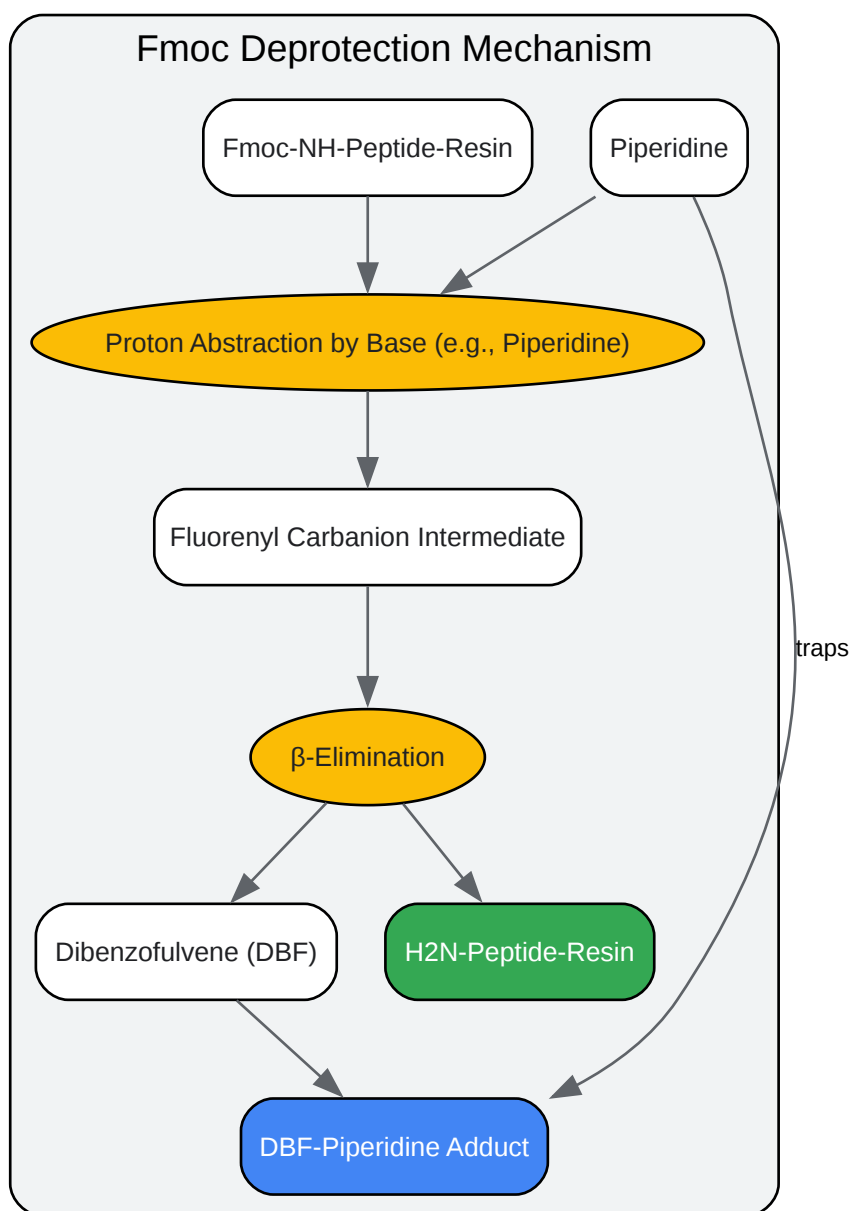 Fmoc Deprotection Mechanism
Fmoc-NH-Peptide-Resin
Piperidine
Proton Abstraction by Base (e.g., Piperidine)
Fluorenyl Carbanion Intermediate
traps
β-Elimination
Dibenzofulvene (DBF)
H2N-Peptide-Resin
DBF-Piperidine Adduct